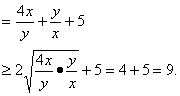 = 4x/y + y/x + 5
≥ 2√(4x/y • y/x) + 5 = 4 + 5 = 9.